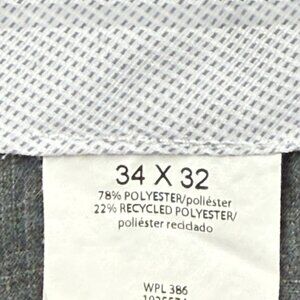 34 X 32
78% POLYESTER/poliéster
22% RECYCLED POLYESTER/
poliéster reciclado
WPL 386